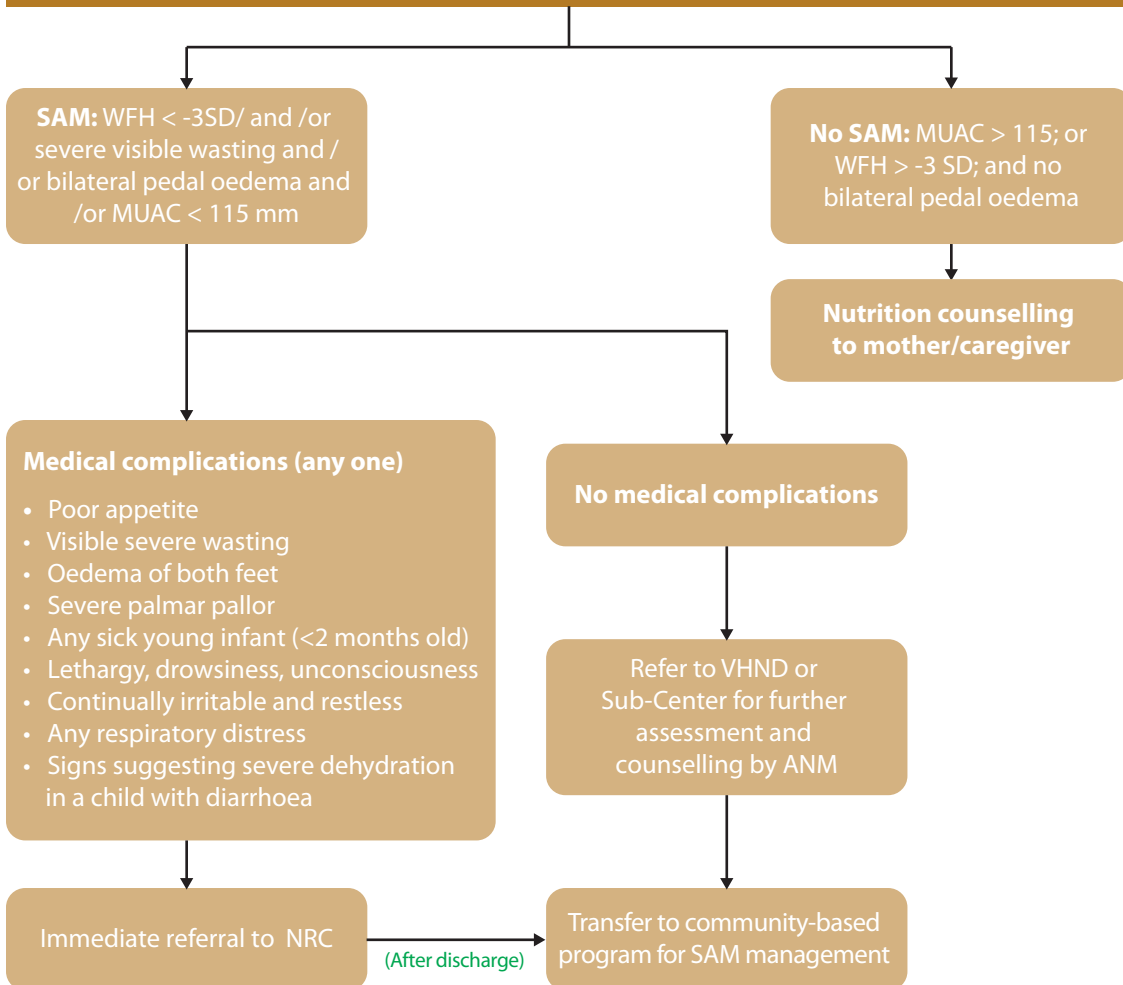 SAM: WFH < -3SD/ and /or
severe visible wasting and /
or bilateral pedal oedema and
/or MUAC < 115 mm
No SAM: MUAC > 115; or
WFH > -3 SD; and no
bilateral pedal oedema
Nutrition counselling
to mother/caregiver
Medical complications (any one)
• Poor appetite
• Visible severe wasting
• Oedema of both feet
• Severe palmar pallor
• Any sick young infant (<2 months old)
• Lethargy, drowsiness, unconsciousness
• Continually irritable and restless
• Any respiratory distress
• Signs suggesting severe dehydration
in a child with diarrhoea
No medical complications
Refer to VHND or
Sub-Center for further
assessment and
counselling by ANM
Immediate referral to NRC
(After discharge)
Transfer to community-based
program for SAM management